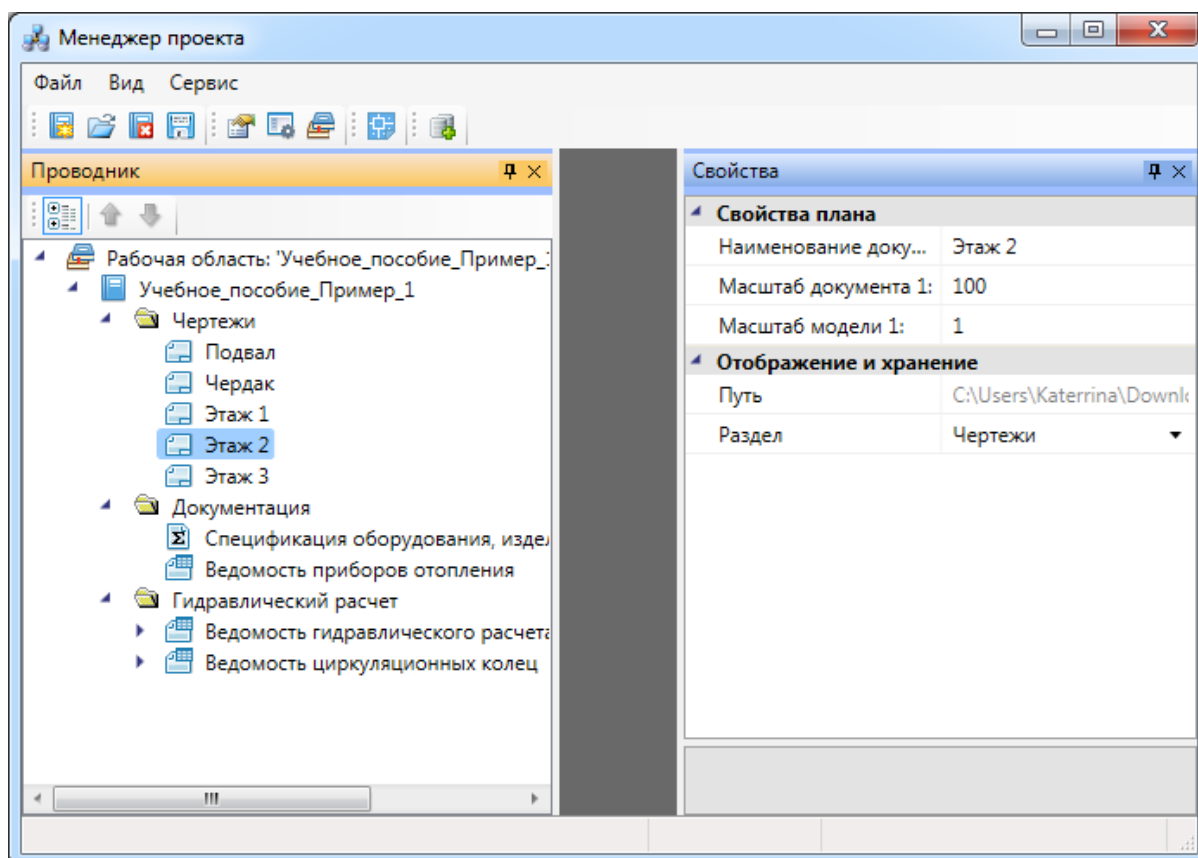 Менеджер проекта
Файл Вид Сервис
Проводник
Рабочая область: 'Учебное_пособие_Пример_
Учебное_пособие_Пример_1
Чертежи
Подвал
Чердак
Этаж 1
Этаж 2
Этаж 3
Документация
Спецификация оборудования, издел
Ведомость приборов отопления
Гидравлический расчет
Ведомость гидравлического расчета
Ведомость циркуляционных колец
Свойства
Свойства плана
Наименование доку... Этаж 2
Масштаб документа 1: 100
Масштаб модели 1: 1
Отображение и хранение
Путь C:\Users\Katerrina\Downlo
Раздел Чертежи